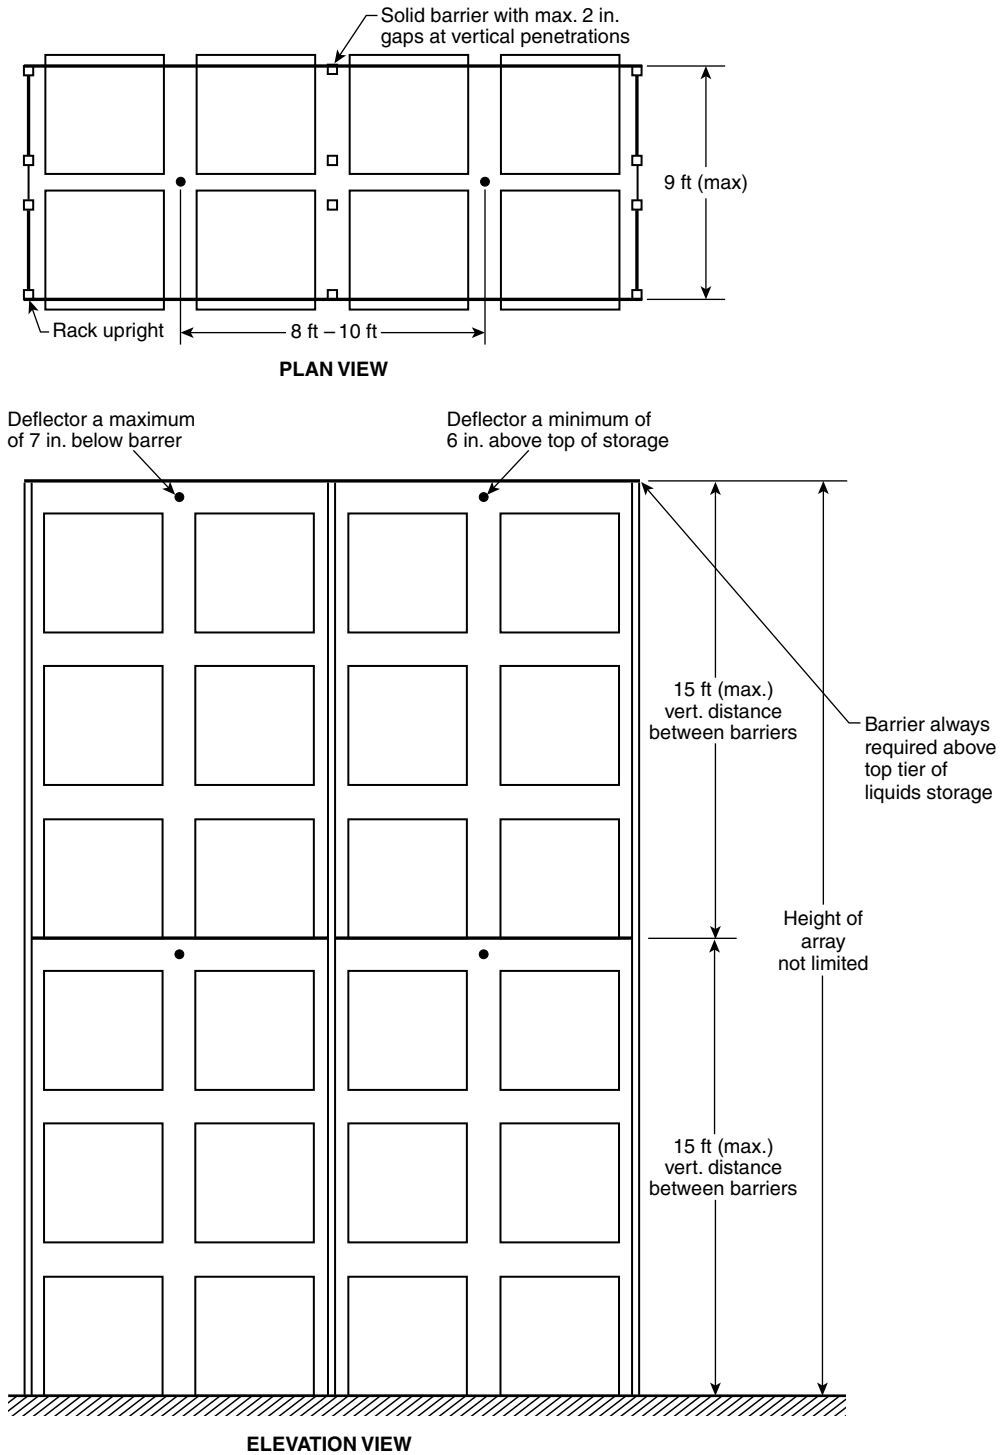 Solid barrier with max. 2 in.
gaps at vertical penetrations
9 ft (max)
Rack upright
8 ft – 10 ft
PLAN VIEW
Deflector a maximum
of 7 in. below barrer
Deflector a minimum of
6 in. above top of storage
15 ft (max.)
vert. distance
between barriers
Barrier always
required above
top tier of
liquids storage
Height of
array
not limited
15 ft (max.)
vert. distance
between barriers
ELEVATION VIEW